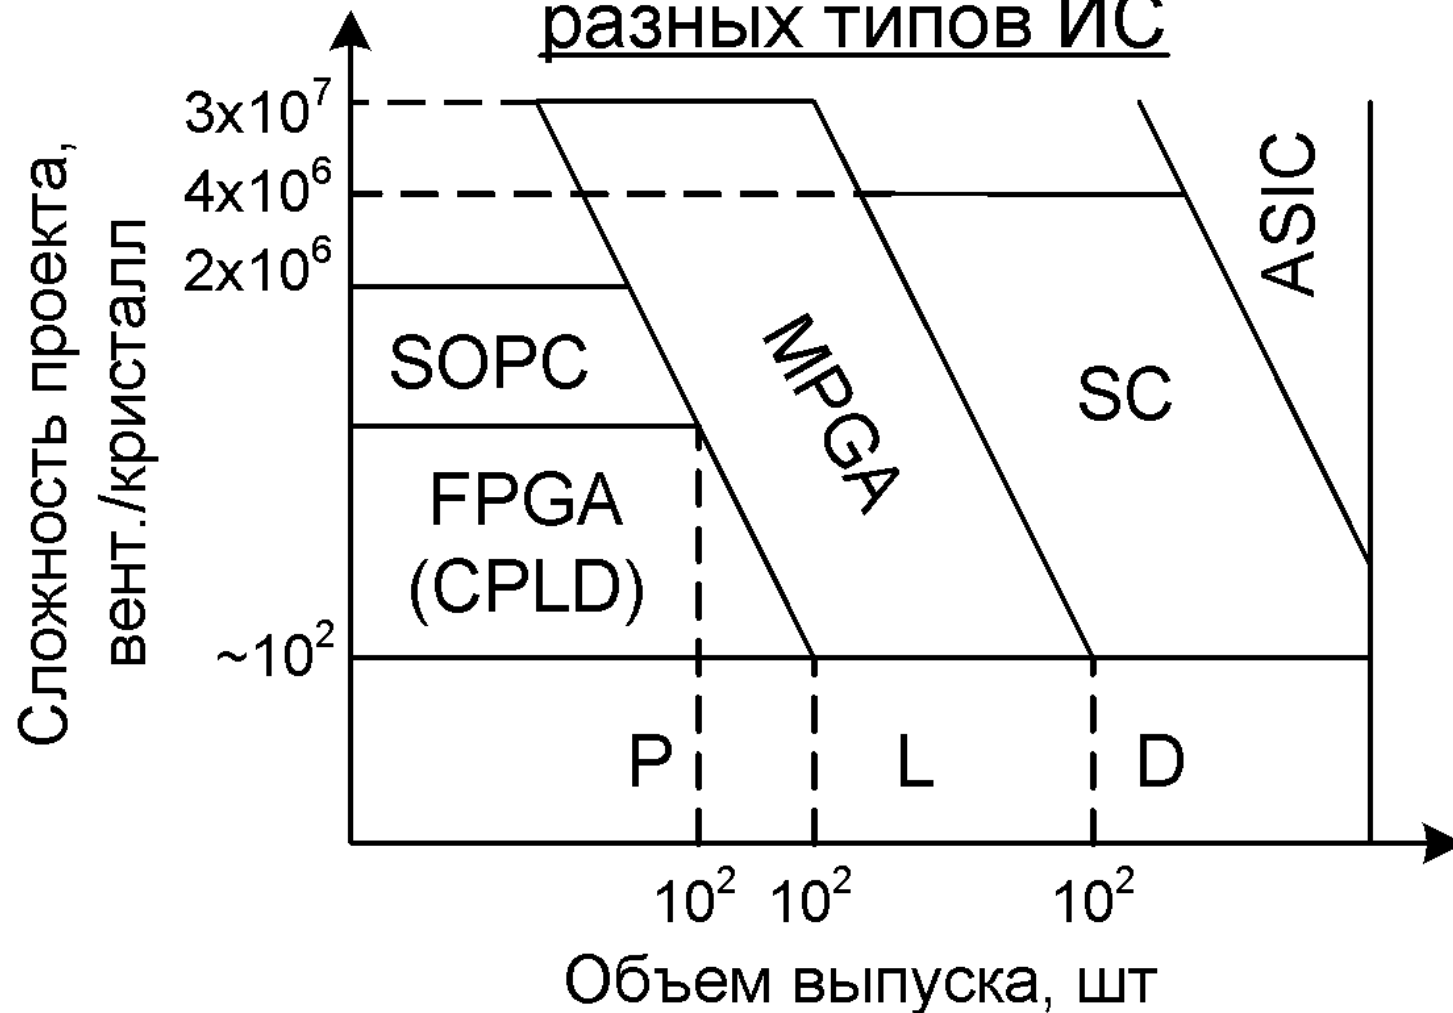 разных типов ИС
3x10⁷
4x10⁶
2x10⁶
~10²
Сложность проекта,
вент./кристалл
SOPC
FPGA
(CPLD)
MPGA
SC
ASIC
P L D
10² 10² 10²
Объем выпуска, шт